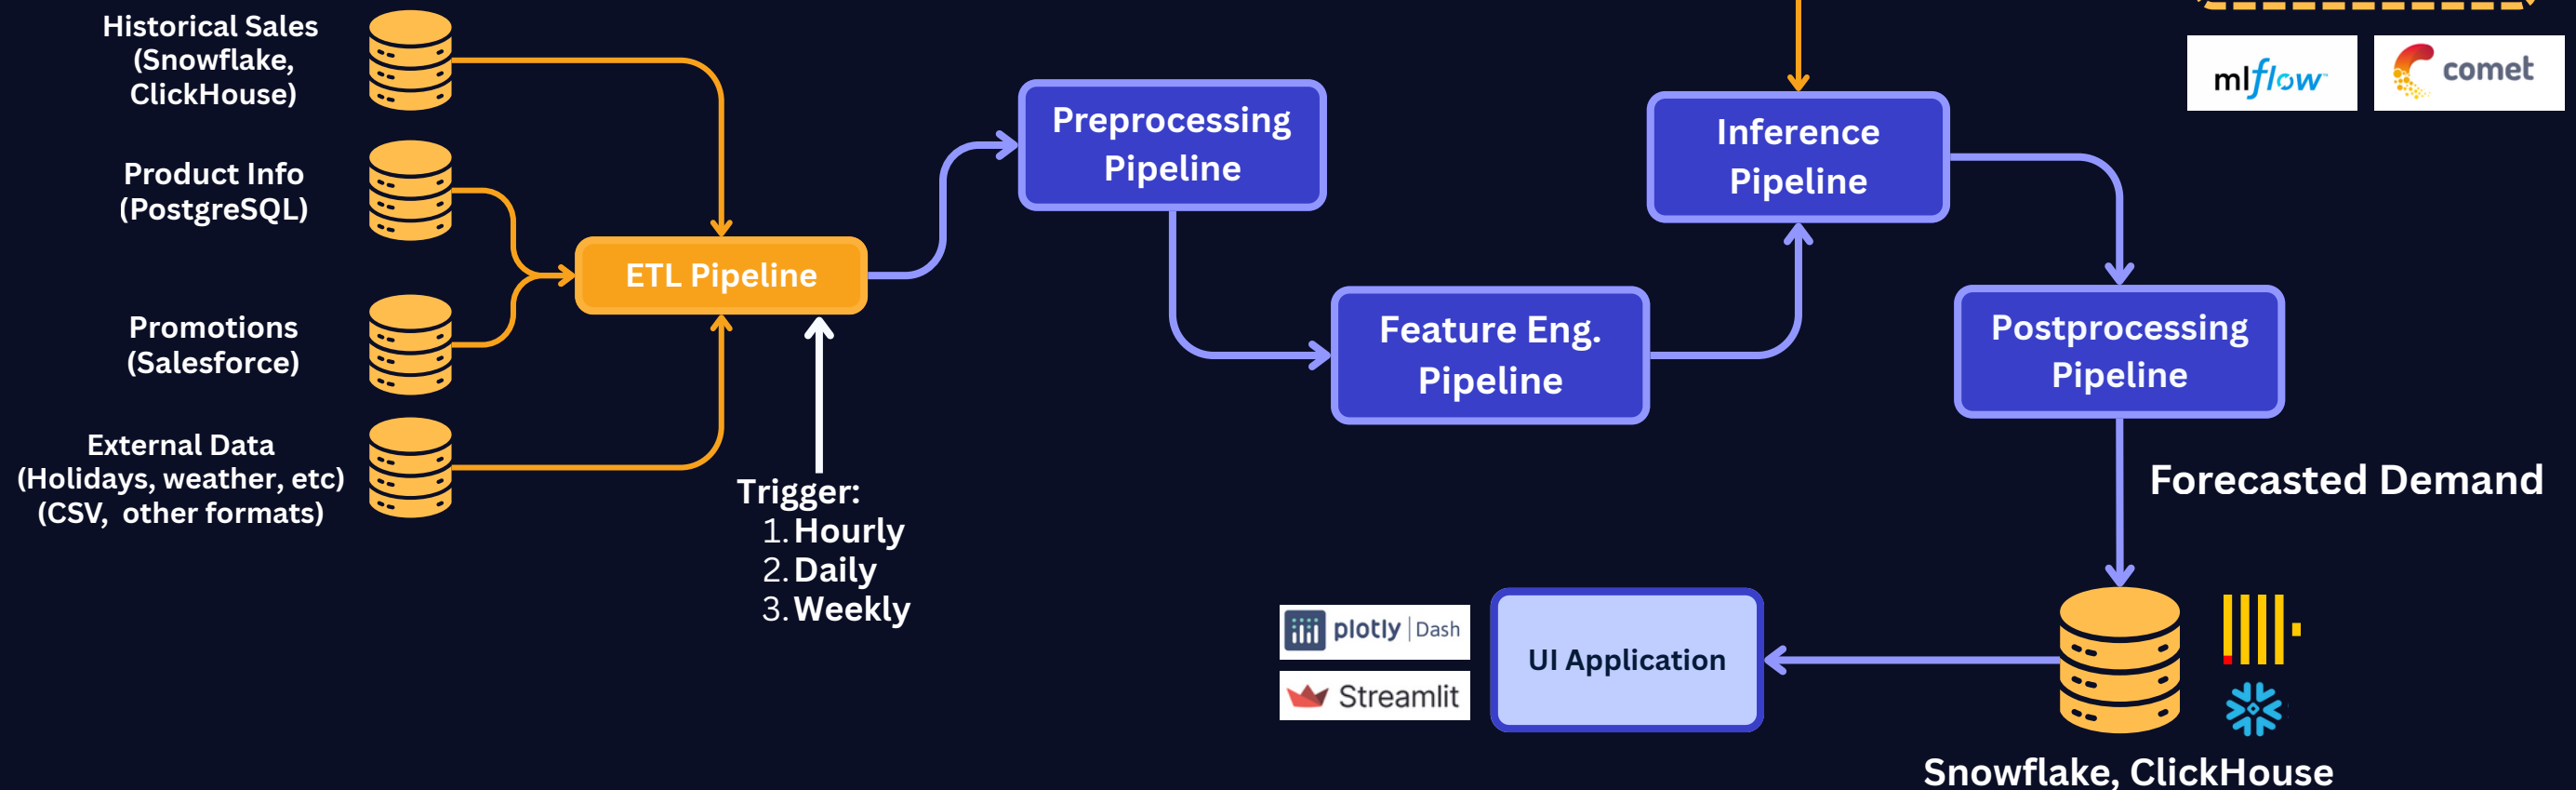 Historical Sales
(Snowflake,
ClickHouse)
Product Info
(PostgreSQL)
Promotions
(Salesforce)
External Data
(Holidays, weather, etc)
(CSV,  other formats)
ETL Pipeline
Trigger:
1. Hourly
2. Daily
3. Weekly
Preprocessing
Pipeline
Feature Eng.
Pipeline
Inference
Pipeline
mlflow™
comet
Postprocessing
Pipeline
Forecasted Demand
plotly | Dash
Streamlit
UI Application
Snowflake, ClickHouse